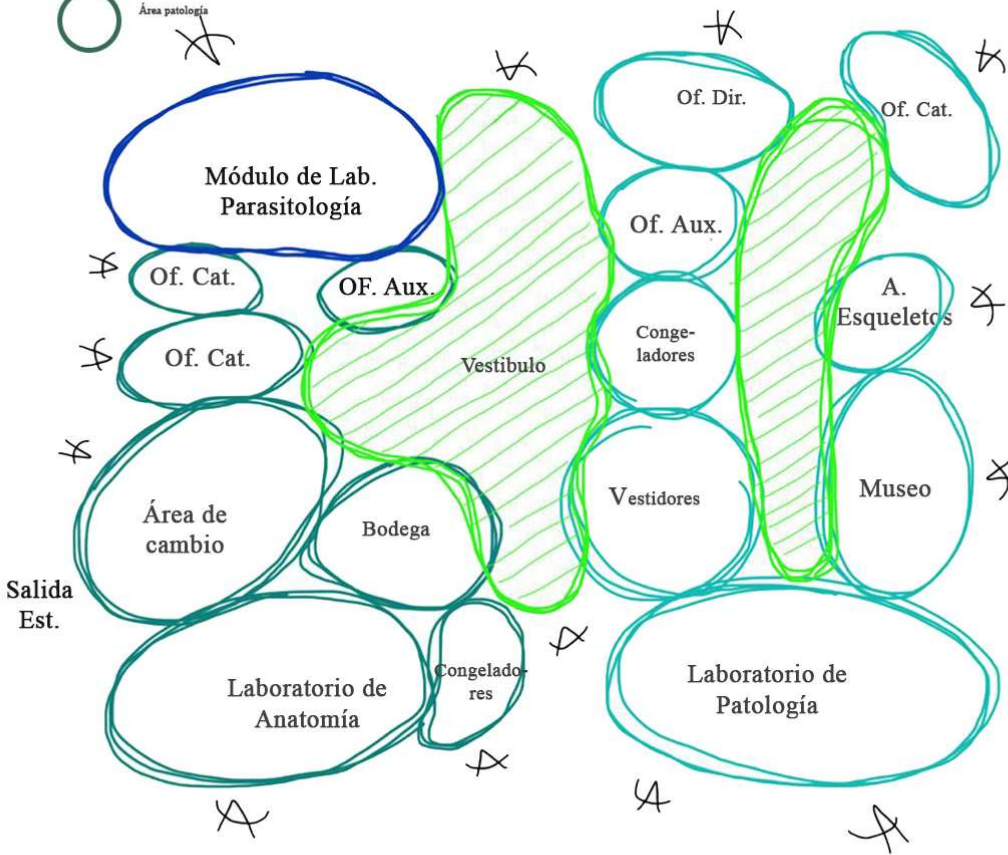 Área patología
Of. Dir.
Of. Cat.
Módulo de Lab.
Parasitología
Of. Aux.
Of. Cat.
OF. Aux.
A.
Esqueletos
Of. Cat.
Vestibulo
Conge-
ladores
Área de
cambio
Bodega
Vestidores
Museo
Salida
Est.
Laboratorio de
Anatomía
Congelado-
res
Laboratorio de
Patología